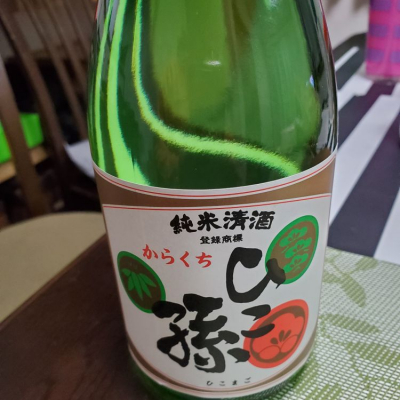 純米清酒
登録商標
からくち
ひこ孫
ひこまご